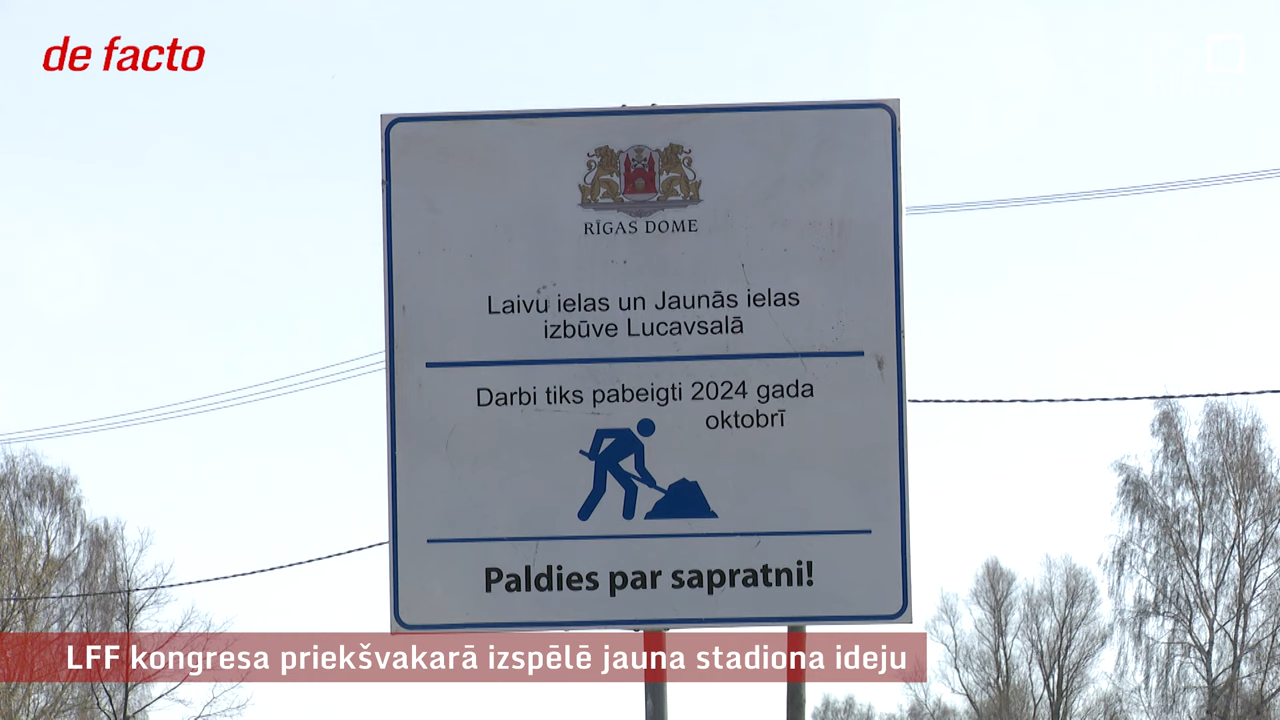 de facto
RĪGAS DOME
Laivu ielas un Jaunās ielas
izbūve Lucavsalā
Darbi tiks pabeigti 2024 gada
oktobrī
Paldies par sapratni!
LFF kongresa priekšvakarā izspēlē jauna stadiona ideju